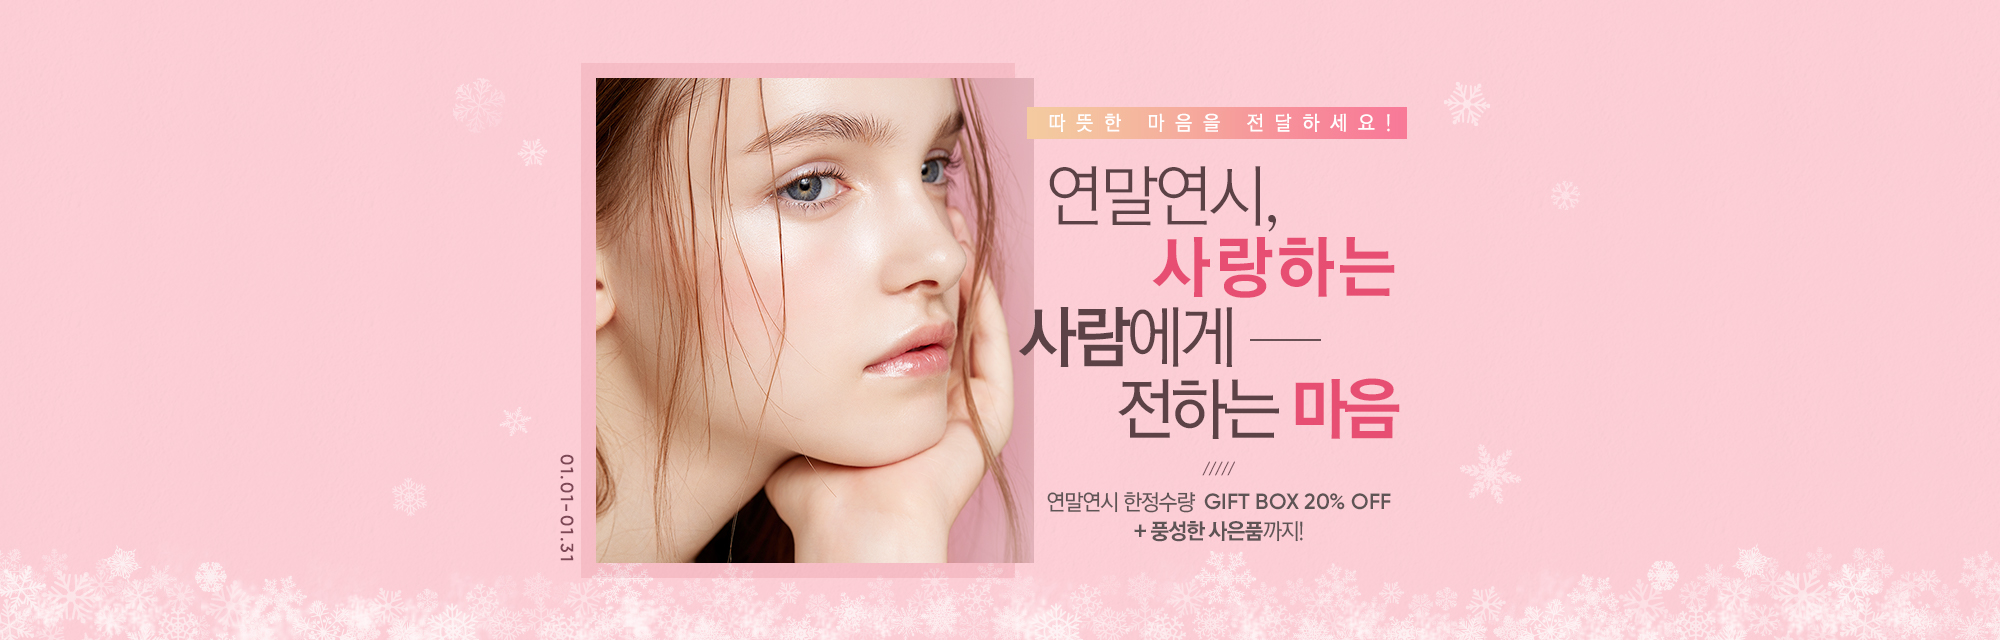 따뜻한 마음을 전달하세요!
연말연시,
사랑하는
사람에게 —
전하는 마음
/////
연말연시 한정수량 GIFT BOX 20% OFF
+ 풍성한 사은품까지!
01.01-01.31